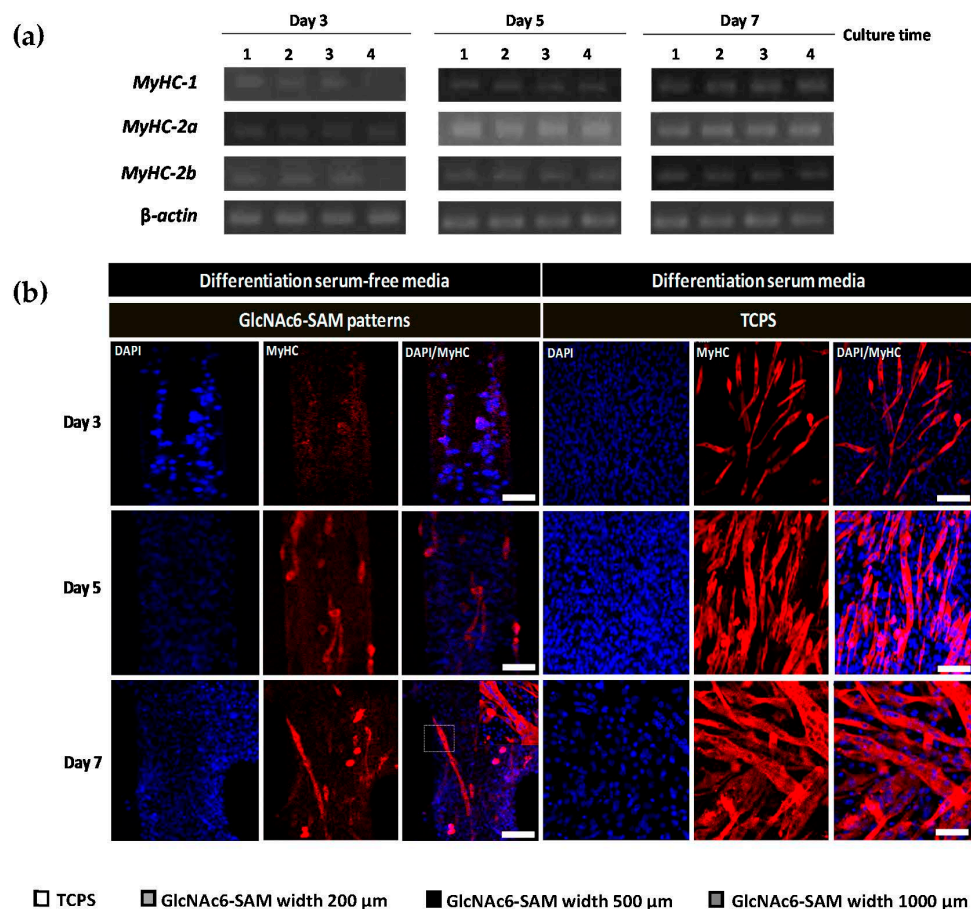 (a)
Day 3 Day 5 Day 7
Culture time
1 2 3 4 1 2 3 4 1 2 3 4
MyHC-1
MyHC-2a
MyHC-2b
β-actin
(b)
Differentiation serum-free media Differentiation serum media
GlcNAc6-SAM patterns TCPS
DAPI MyHC DAPI/MyHC DAPI MyHC DAPI/MyHC
Day 3
Day 5
Day 7
TCPS GlcNAc6-SAM width 200 µm GlcNAc6-SAM width 500 µm GlcNAc6-SAM width 1000 µm